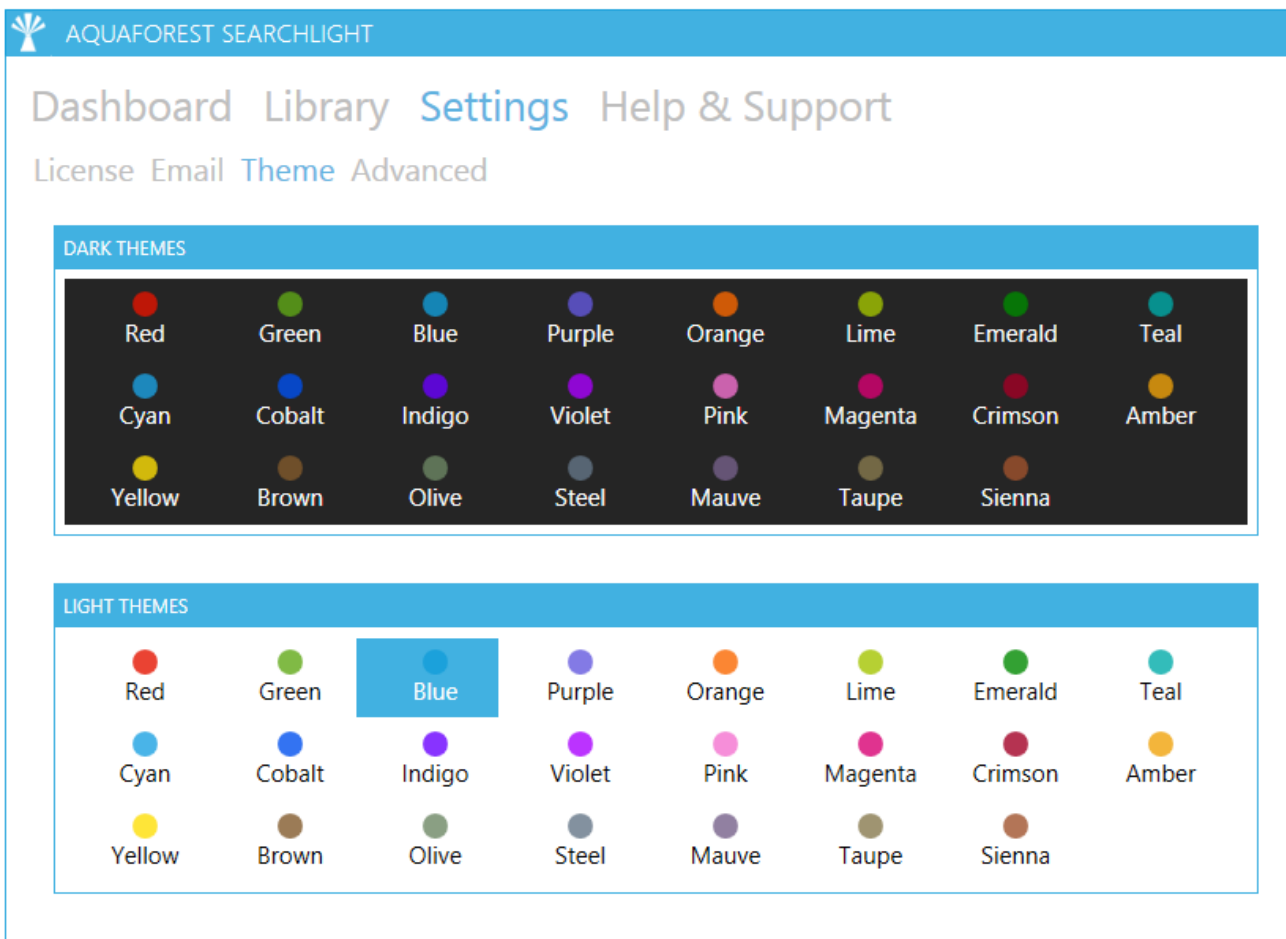 AQUAFOREST SEARCHLIGHT
Dashboard Library Settings Help & Support
License Email Theme Advanced
DARK THEMES
Red Green Blue Purple Orange Lime Emerald Teal
Cyan Cobalt Indigo Violet Pink Magenta Crimson Amber
Yellow Brown Olive Steel Mauve Taupe Sienna
LIGHT THEMES
Red Green Blue Purple Orange Lime Emerald Teal
Cyan Cobalt Indigo Violet Pink Magenta Crimson Amber
Yellow Brown Olive Steel Mauve Taupe Sienna